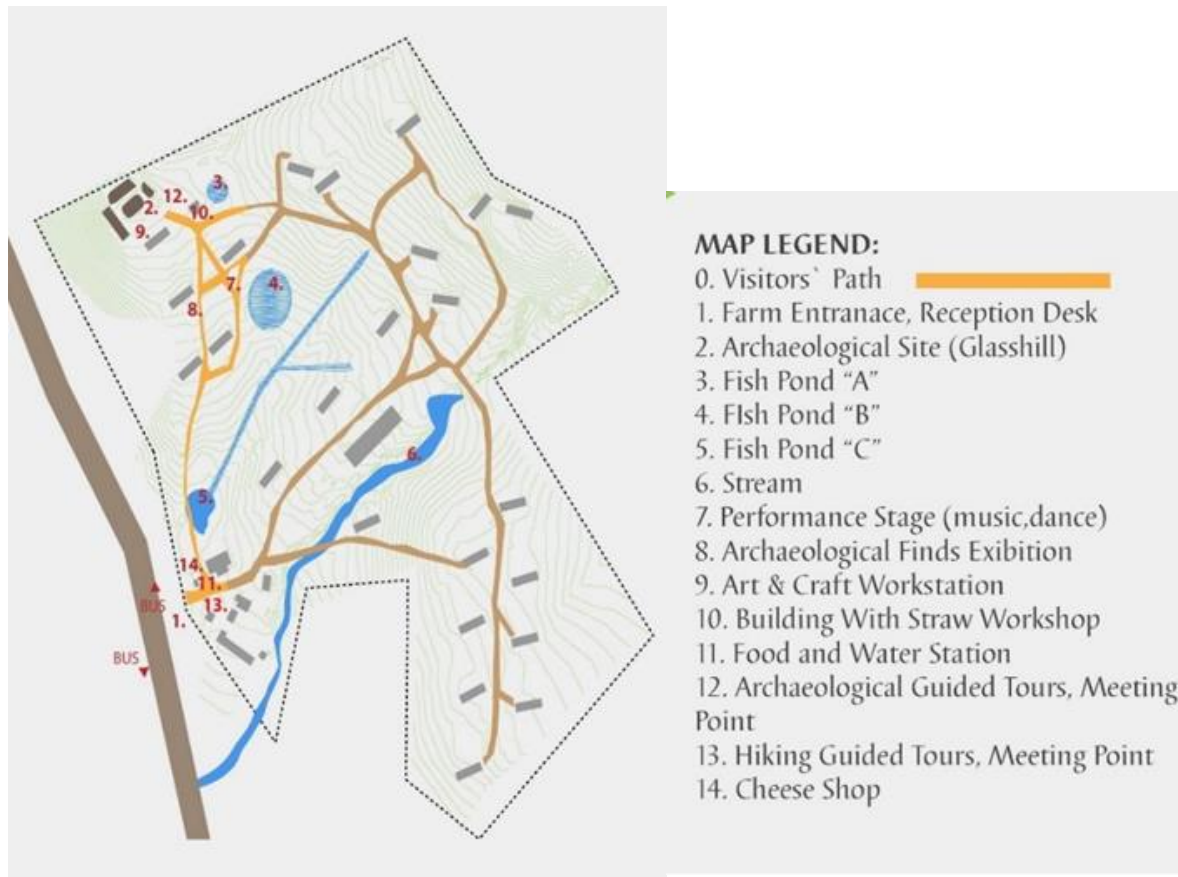 3.
12.
2.
10.
9.
7.
4.
8.
6.
5.
14.
11.
BUS
13.
1.
BUS
MAP LEGEND:
0. Visitors` Path
1. Farm Entranace, Reception Desk
2. Archaeological Site (Glasshill)
3. Fish Pond “A”
4. FIsh Pond “B”
5. Fish Pond “C”
6. Stream
7. Performance Stage (music,dance)
8. Archaeological Finds Exibition
9. Art & Craft Workstation
10. Building With Straw Workshop
11. Food and Water Station
12. Archaeological Guided Tours, Meeting
Point
13. Hiking Guided Tours, Meeting Point
14. Cheese Shop